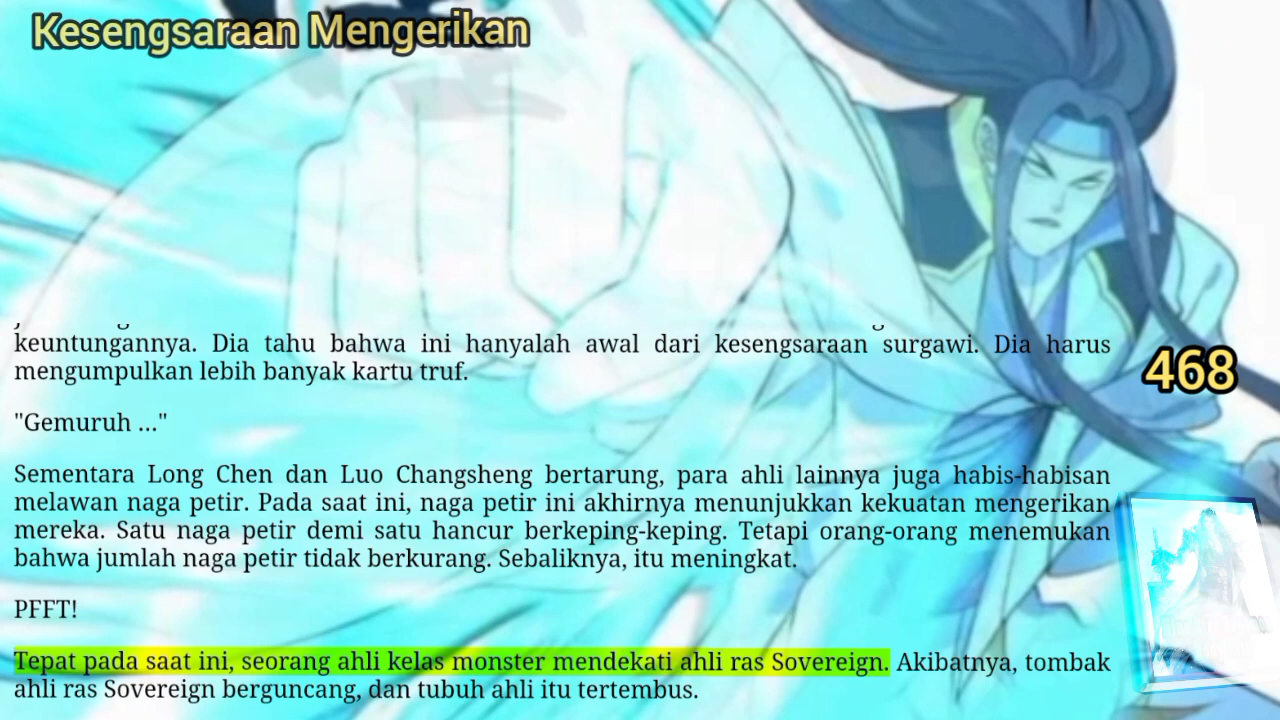 Kesengsaraan Mengerikan
keuntungannya. Dia tahu bahwa ini hanyalah awal dari kesengsaraan surgawi. Dia harus
mengumpulkan lebih banyak kartu truf.
468
"Gemuruh ..."
Sementara Long Chen dan Luo Changsheng bertarung, para ahli lainnya juga habis-habisan
melawan naga petir. Pada saat ini, naga petir ini akhirnya menunjukkan kekuatan mengerikan
mereka. Satu naga petir demi satu hancur berkeping-keping. Tetapi orang-orang menemukan
bahwa jumlah naga petir tidak berkurang. Sebaliknya, itu meningkat.
PFFT!
Tepat pada saat ini, seorang ahli kelas monster mendekati ahli ras Sovereign. Akibatnya, tombak
ahli ras Sovereign berguncang, dan tubuh ahli itu tertembus.